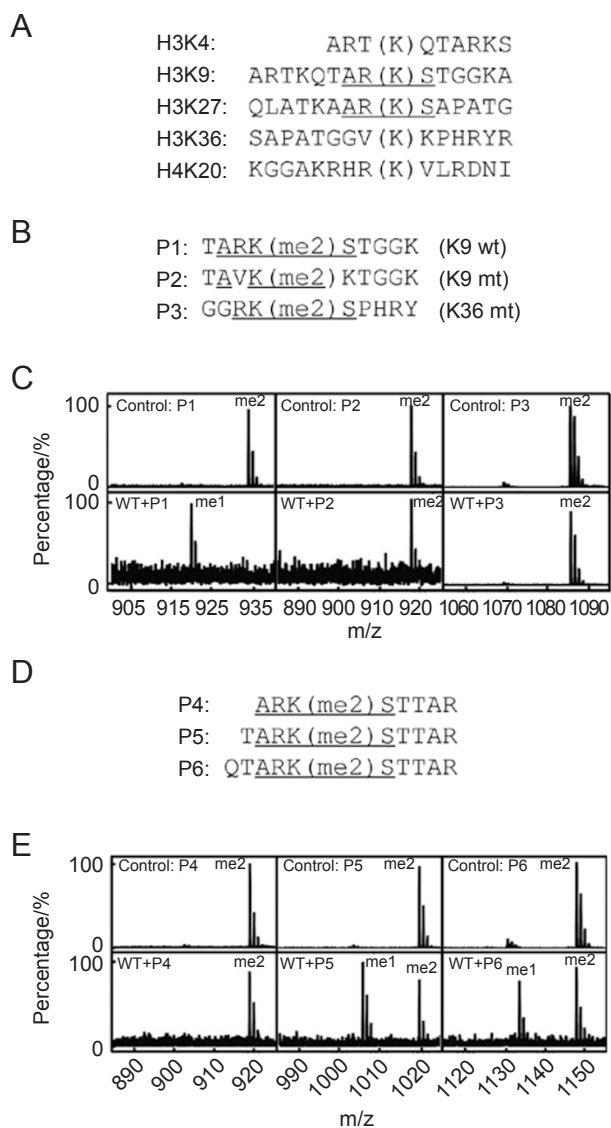 A
H3K4: ART(K)QTARKS
H3K9: ARTKQTAR(K)STGGKA
H3K27: QLATKAAR(K)SAPATG
H3K36: SAPATGGV(K)KPHRYR
H4K20: KGGAKRHR(K)VLRDNI
B
P1: TARK(me2)STGGK (K9 wt)
P2: TAVK(me2)KTGGK (K9 mt)
P3: GGRK(me2)SPHRY (K36 mt)
C
Percentage/%
100 Control: P1 me2 Control: P2 me2 Control: P3 me2
0
100 WT+P1 me1 WT+P2 me2 WT+P3 me2
0
905 915 925 935 890 900 910 920 1060 1070 1080 1090
m/z
D
P4: ARK(me2)STTAR
P5: TARK(me2)STTAR
P6: QTARK(me2)STTAR
E
Percentage/%
100 Control: P4 me2 Control: P5 me2 Control: P6 me2
0
100 WT+P4 me2 WT+P5 me1 me2 WT+P6 me1 me2
0
890 900 910 920 990 1000 1010 1020 1120 1130 1140 1150
m/z